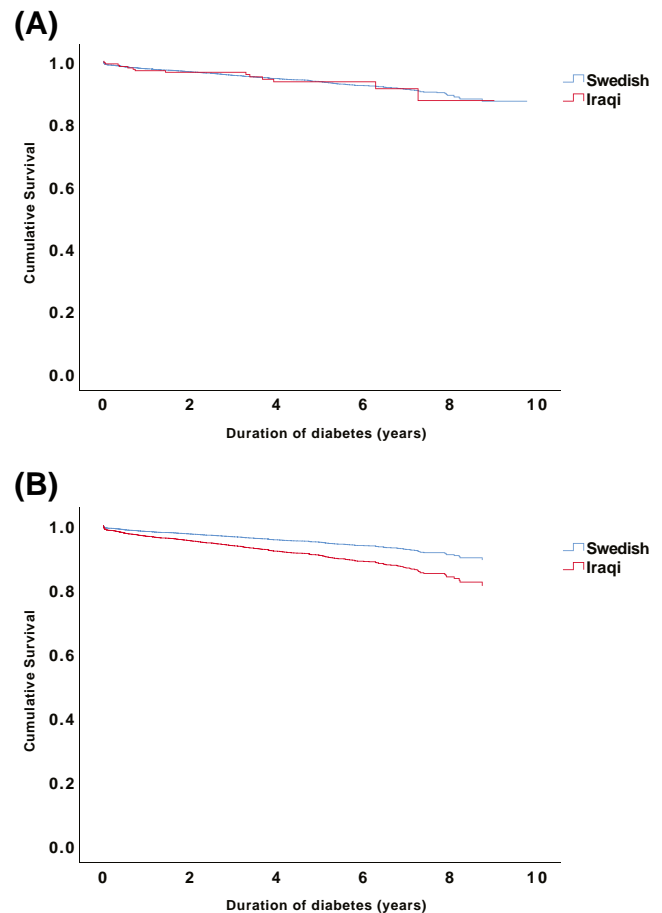 (A)
1.0
0.8
0.6
0.4
0.2
0.0
Cumulative Survival
0 2 4 6 8 10
Duration of diabetes (years)
Swedish
Iraqi
(B)
1.0
0.8
0.6
0.4
0.2
0.0
Cumulative Survival
0 2 4 6 8 10
Duration of diabetes (years)
Swedish
Iraqi